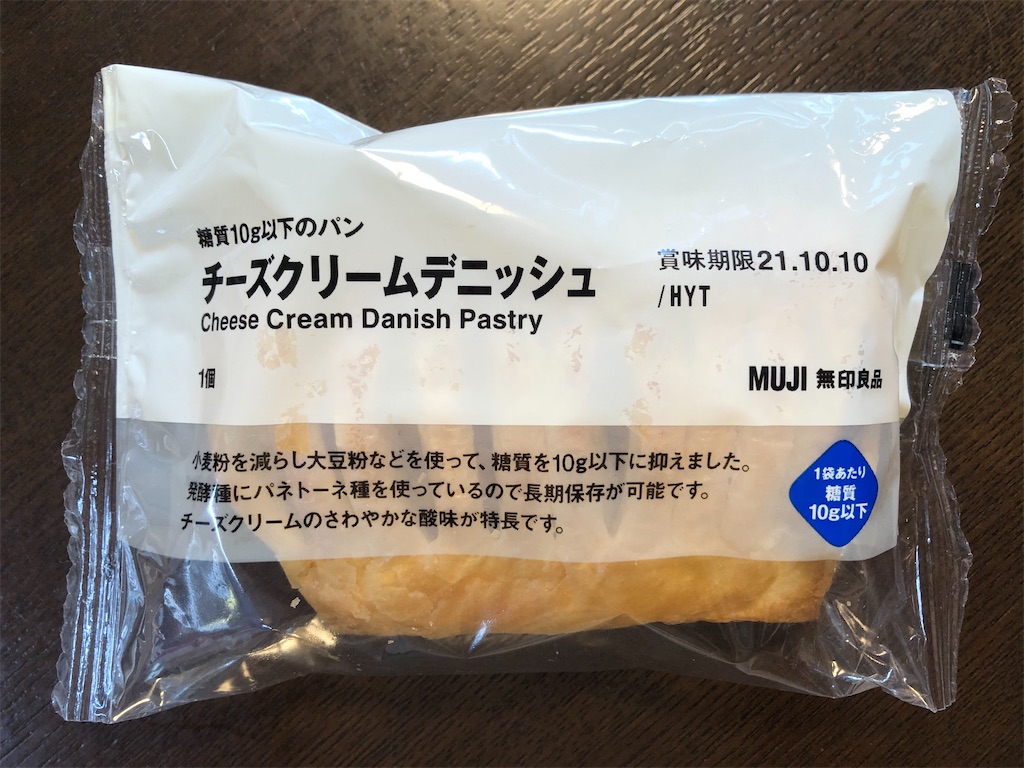 糖質10g以下のパン
チーズクリームデニッシュ
Cheese Cream Danish Pastry
1個
賞味期限21.10.10
/HYT
MUJI 無印良品
小麦粉を減らし大豆粉などを使って、糖質を10g以下に抑えました。
発酵種にパネトーネ種を使っているので長期保存が可能です。
チーズクリームのさわやかな酸味が特長です。
1袋あたり
糖質
10g以下